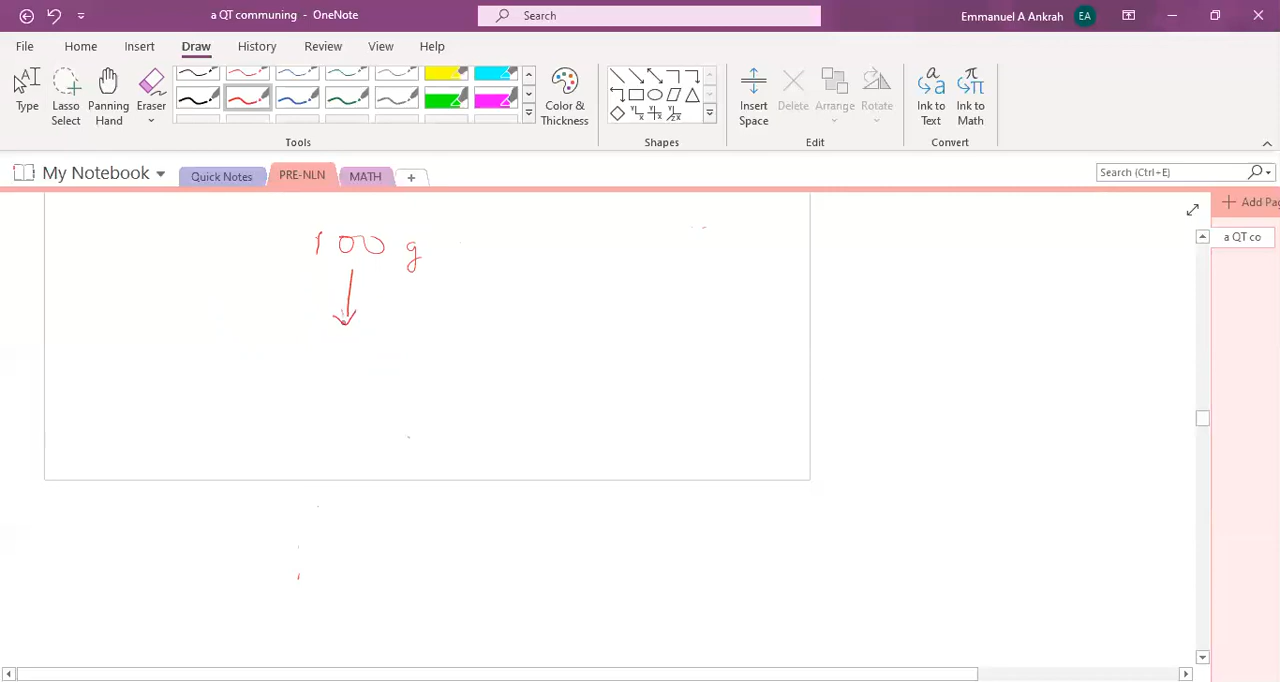 a QT communing - OneNote
Search
Emmanuel A Ankrah
EA
File Home Insert Draw History Review View Help
Type
Lasso Select
Panning Hand
Eraser
Color & Thickness
Insert Space
Delete
Arrange
Rotate
Ink to Text
Ink to Math
Tools Shapes Edit Convert
My Notebook
Quick Notes
PRE-NLN
MATH
Search (Ctrl+E)
Add Pag
a QT co
100 g